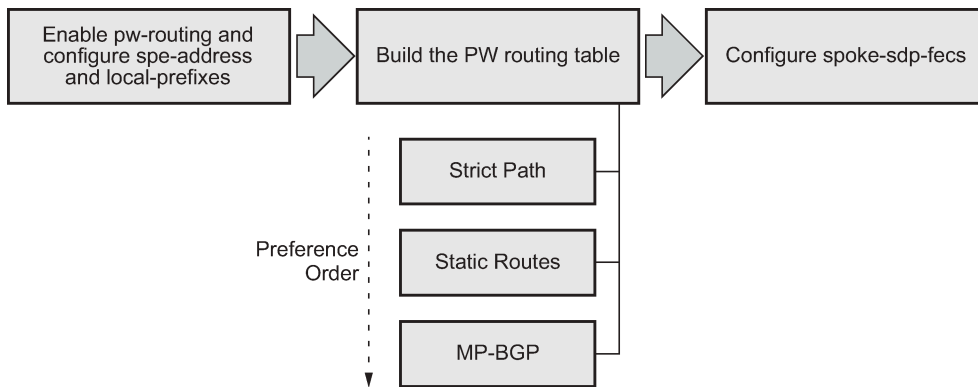 Enable pw-routing and
configure spe-address
and local-prefixes
Build the PW routing table
Configure spoke-sdp-fecs
Strict Path
Preference
Order
Static Routes
MP-BGP